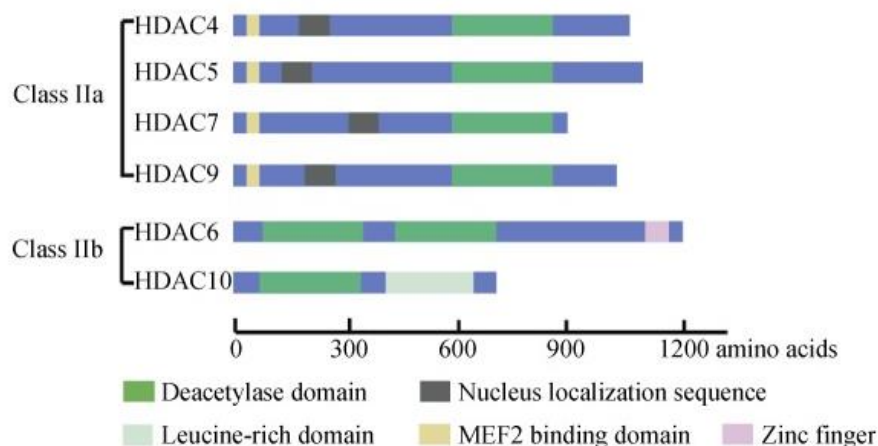 HDAC4
HDAC5
Class IIa
HDAC7
HDAC9
HDAC6
Class IIb
HDAC10
0 300 600 900 1200 amino acids
Deacetylase domain Nucleus localization sequence
Leucine-rich domain MEF2 binding domain Zinc finger